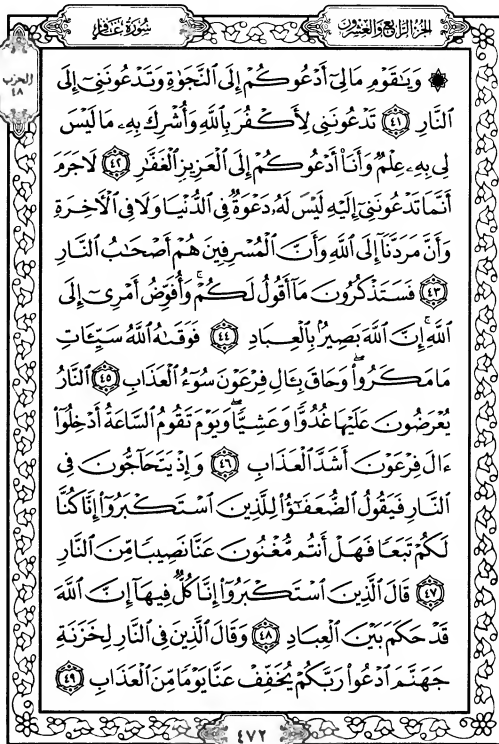 الجزء الرابع والعشرون
سورة غافر
الحزب
٤٨
۞ وَيَٰقَوۡمِ مَا لِيٓ أَدۡعُوكُمۡ إِلَى ٱلنَّجَوٰةِ وَتَدۡعُونَنِيٓ إِلَى
ٱلنَّارِ ٤١ تَدۡعُونَنِي لِأَكۡفُرَ بِٱللَّهِ وَأُشۡرِكَ بِهِۦ مَا لَيۡسَ
لِي بِهِۦ عِلۡمٞ وَأَنَا۠ أَدۡعُوكُمۡ إِلَى ٱلۡعَزِيزِ ٱلۡغَفَّٰرِ ٤٢ لَا جَرَمَ
أَنَّمَا تَدۡعُونَنِيٓ إِلَيۡهِ لَيۡسَ لَهُۥ دَعۡوَةٞ فِي ٱلدُّنۡيَا وَلَا فِي ٱلۡأٓخِرَةِ
وَأَنَّ مَرَدَّنَآ إِلَى ٱللَّهِ وَأَنَّ ٱلۡمُسۡرِفِينَ هُمۡ أَصۡحَٰبُ ٱلنَّارِ
٤٣ فَسَتَذۡكُرُونَ مَآ أَقُولُ لَكُمۡۚ وَأُفَوِّضُ أَمۡرِيٓ إِلَى
ٱللَّهِۚ إِنَّ ٱللَّهَ بَصِيرُۢ بِٱلۡعِبَادِ ٤٤ فَوَقَىٰهُ ٱللَّهُ سَيِّـَٔاتِ
مَا مَكَرُواْۖ وَحَاقَ بِـَٔالِ فِرۡعَوۡنَ سُوٓءُ ٱلۡعَذَابِ ٤٥ ٱلنَّارُ
يُعۡرَضُونَ عَلَيۡهَا غُدُوّٗا وَعَشِيّٗاۖ وَيَوۡمَ تَقُومُ ٱلسَّاعَةُ أَدۡخِلُوٓاْ
ءَالَ فِرۡعَوۡنَ أَشَدَّ ٱلۡعَذَابِ ٤٦ وَإِذۡ يَتَحَآجُّونَ فِي
ٱلنَّارِ فَيَقُولُ ٱلضُّعَفَٰٓؤُاْ لِلَّذِينَ ٱسۡتَكۡبَرُوٓاْ إِنَّا كُنَّا
لَكُمۡ تَبَعٗا فَهَلۡ أَنتُم مُّغۡنُونَ عَنَّا نَصِيبٗا مِّنَ ٱلنَّارِ
٤٧ قَالَ ٱلَّذِينَ ٱسۡتَكۡبَرُوٓاْ إِنَّا كُلّٞ فِيهَآ إِنَّ ٱللَّهَ
قَدۡ حَكَمَ بَيۡنَ ٱلۡعِبَادِ ٤٨ وَقَالَ ٱلَّذِينَ فِي ٱلنَّارِ لِخَزَنَةِ
جَهَنَّمَ ٱدۡعُواْ رَبَّكُمۡ يُخَفِّفۡ عَنَّا يَوۡمٗا مِّنَ ٱلۡعَذَابِ ٤٩
٤٧٢